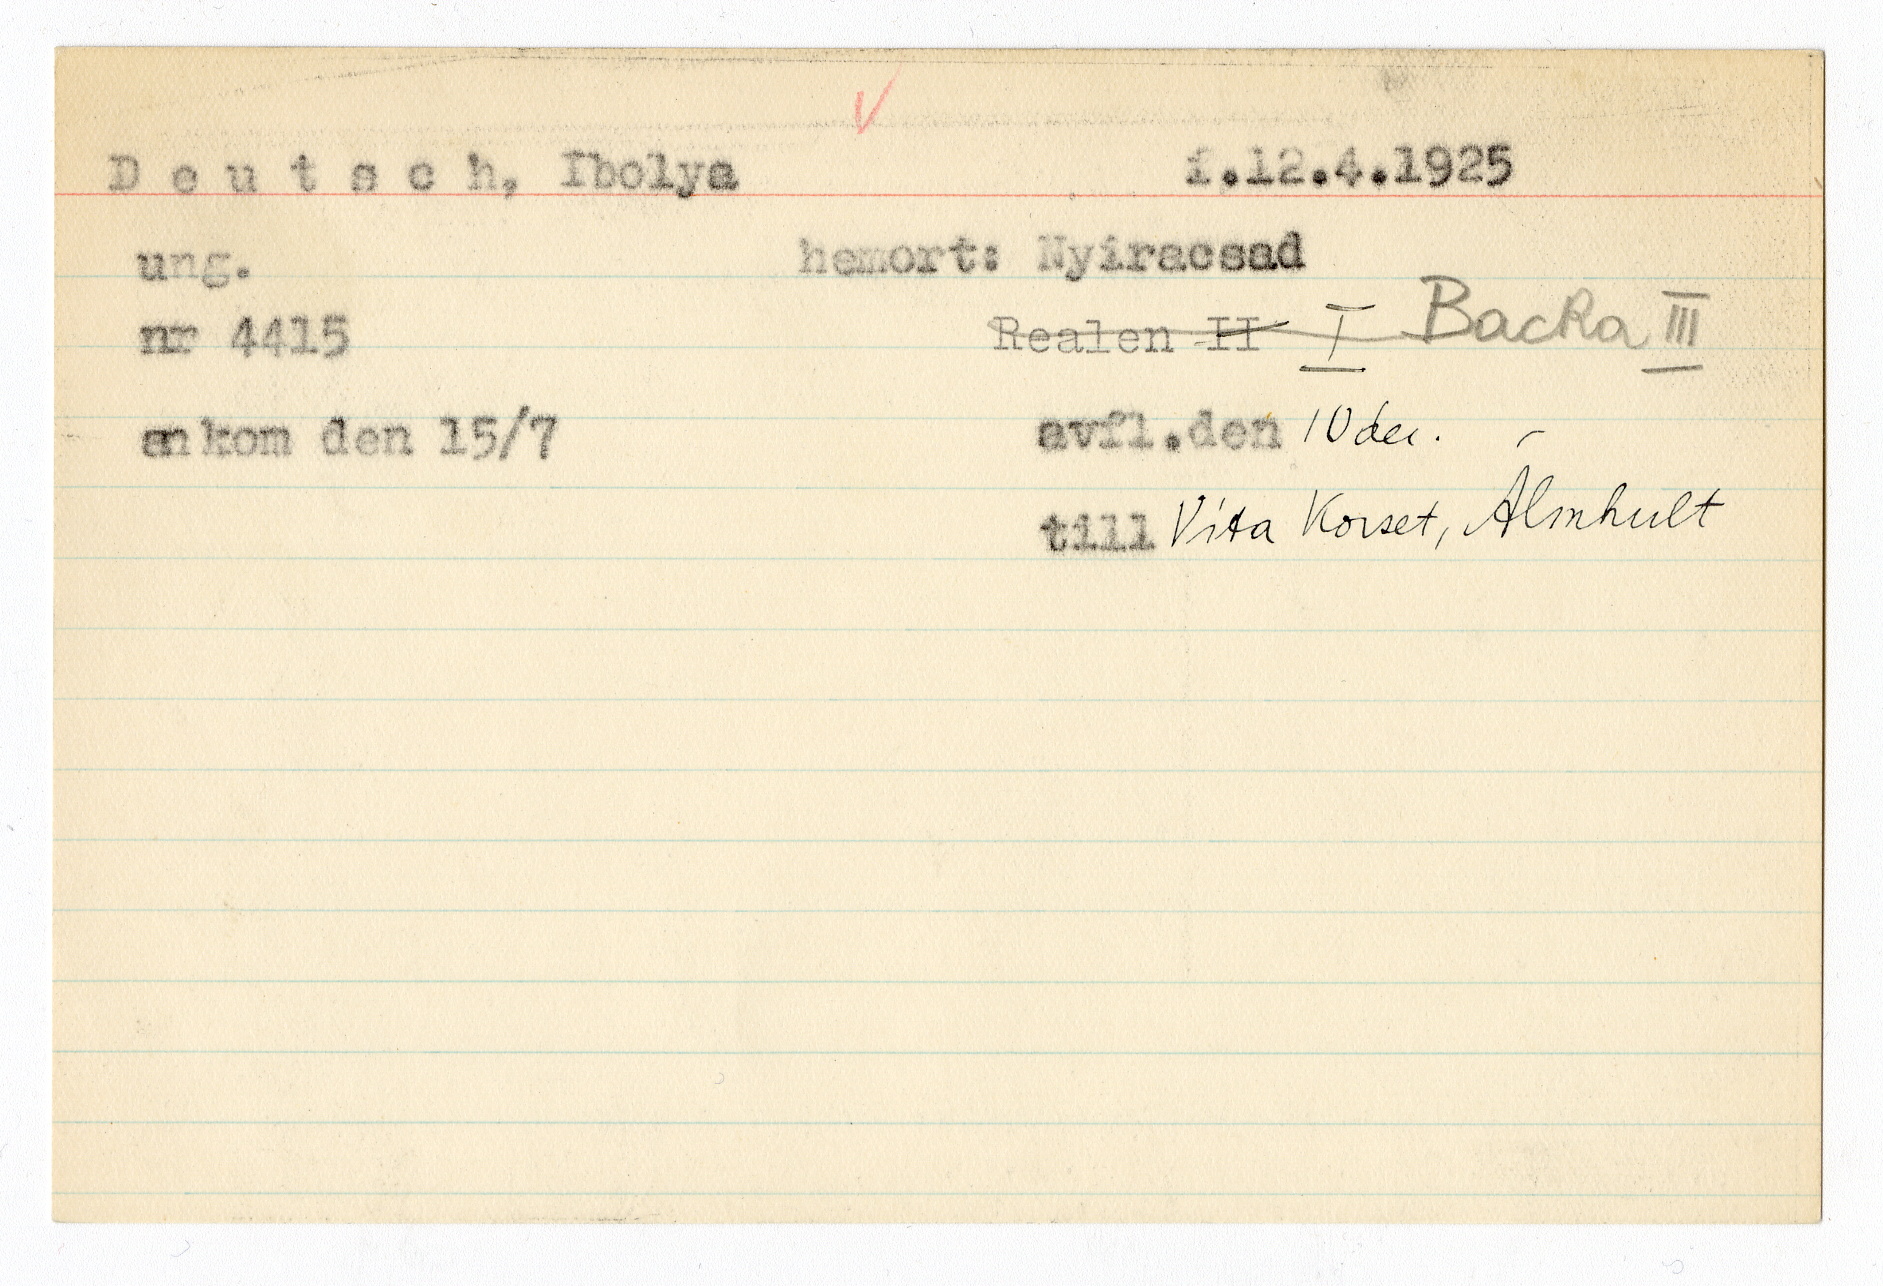 D e u t s c h, Ibolya f.12.4.1925
ung. hemort: Nyiracsad
nr 4415 Realen II I Backa III
ankom den 15/7 avfl.den 10 dec.
till Vita Korset, Älmhult